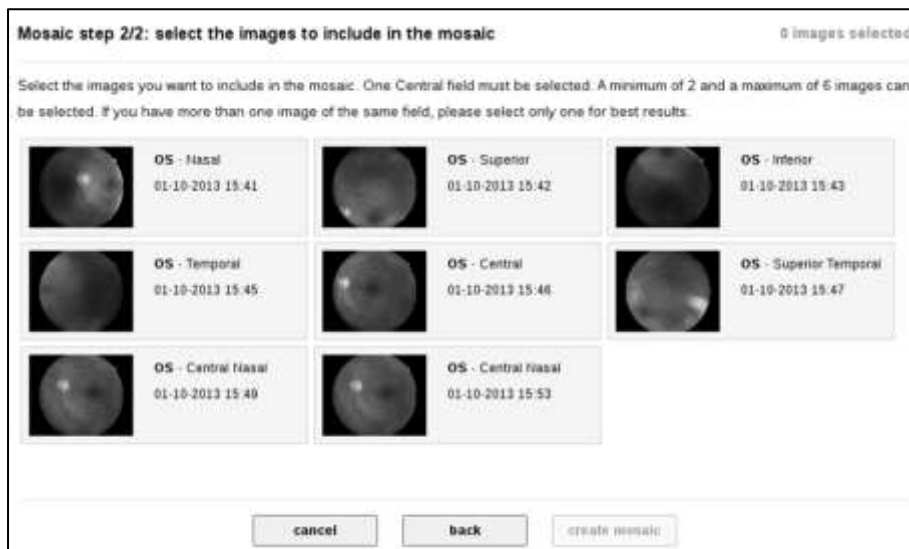 Mosaic step 2/2: select the images to include in the mosaic
0 images selected
Select the images you want to include in the mosaic. One Central field must be selected. A minimum of 2 and a maximum of 6 images can
be selected. If you have more than one image of the same field, please select only one for best results.
OS - Nasal
01-10-2013 15:41
OS - Superior
01-10-2013 15:42
OS - Inferior
01-10-2013 15:43
OS - Temporal
01-10-2013 15:45
OS - Central
01-10-2013 15:46
OS - Superior Temporal
01-10-2013 15:47
OS - Central Nasal
01-10-2013 15:49
OS - Central Nasal
01-10-2013 15:53
cancel
back
create mosaic